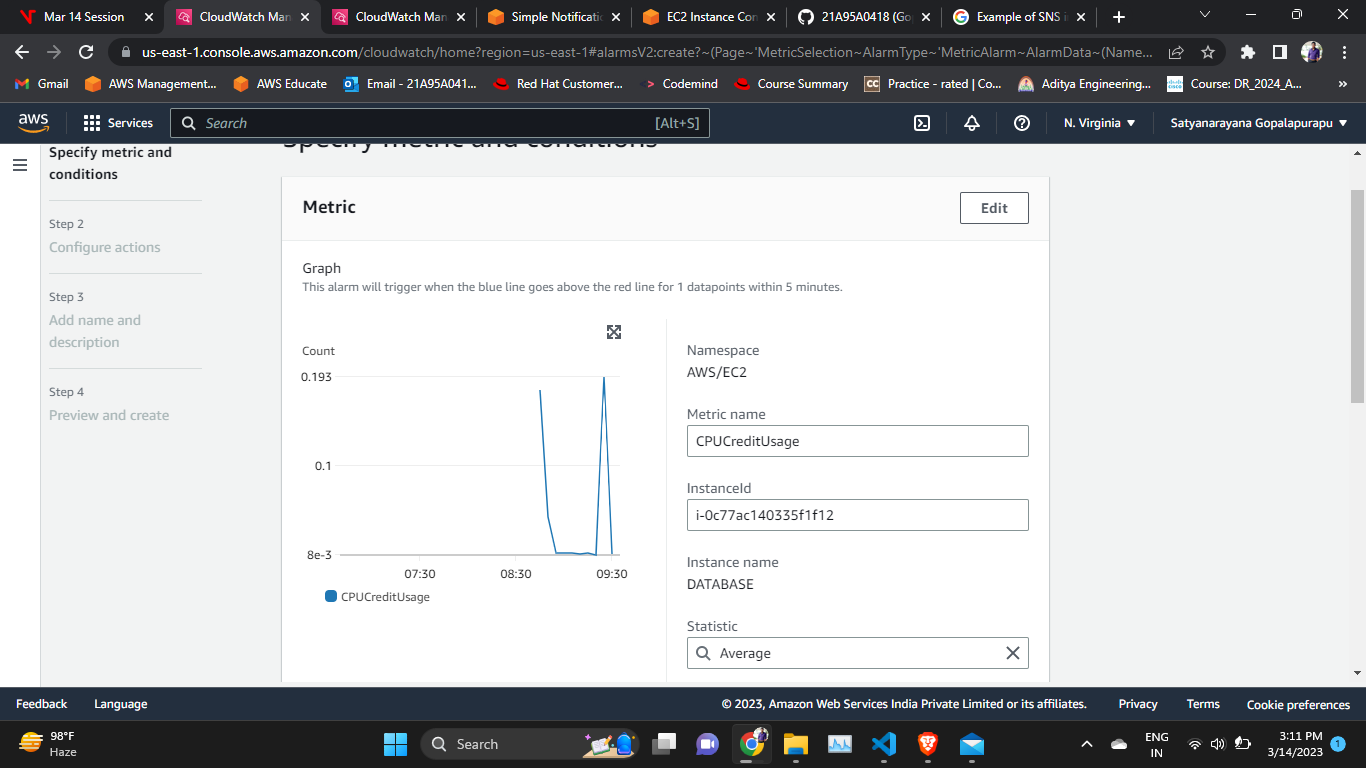 Mar 14 Session
CloudWatch Man
CloudWatch Man
Simple Notificati
EC2 Instance Con
21A95A0418 (Go
Example of SNS i
us-east-1.console.aws.amazon.com/cloudwatch/home?region=us-east-1#alarmsV2:create?~(Page~'MetricSelection~AlarmType~'MetricAlarm~AlarmData~(Name...
Gmail
AWS Management...
AWS Educate
Email - 21A95A041...
Red Hat Customer...
Codemind
Course Summary
CC
Practice - rated | Co...
Aditya Engineering...
Course: DR_2024_A...
aws
Services
Search
[Alt+S]
N. Virginia
Satyanarayana Gopalapurapu
Specify metric and
conditions
Step 2
Configure actions
Step 3
Add name and
description
Step 4
Preview and create
Specify metric and conditions
Metric
Edit
Graph
This alarm will trigger when the blue line goes above the red line for 1 datapoints within 5 minutes.
Count
0.193
0.1
8e-3
07:30
08:30
09:30
CPUCreditUsage
Namespace
AWS/EC2
Metric name
CPUCreditUsage
InstanceId
i-0c77ac140335f1f12
Instance name
DATABASE
Statistic
Average
Feedback
Language
© 2023, Amazon Web Services India Private Limited or its affiliates.
Privacy
Terms
Cookie preferences
98°F
Haze
Search
ENG
IN
3:11 PM
3/14/2023
1